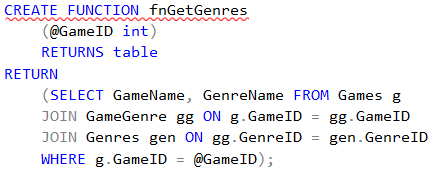 CREATE FUNCTION fnGetGenres
(@GameID int)
RETURNS table
RETURN
(SELECT GameName, GenreName FROM Games g
JOIN GameGenre gg ON g.GameID = gg.GameID
JOIN Genres gen ON gg.GenreID = gen.GenreID
WHERE g.GameID = @GameID);